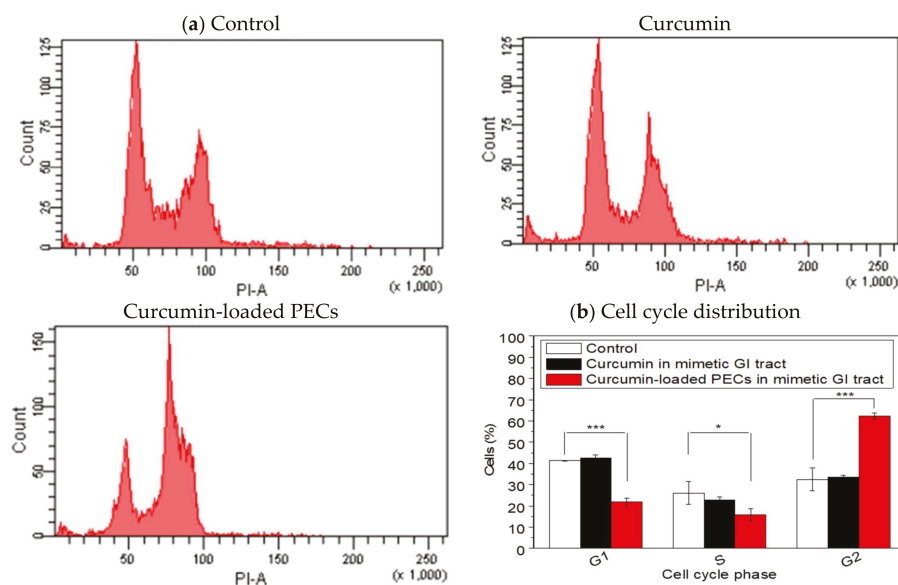 (a) Control
Curcumin
125
100
75
50
25
0
Count
50
100
150
200
250
PI-A
(x 1,000)
125
100
75
50
25
0
Count
50
100
150
200
250
PI-A
(x 1,000)
Curcumin-loaded PECs
(b) Cell cycle distribution
150
100
50
0
Count
50
100
150
200
250
PI-A
(x 1,000)
100
90
80
70
60
50
40
30
20
10
0
Cells (%)
Control
Curcumin in mimetic GI tract
Curcumin-loaded PECs in mimetic GI tract
***
*
***
G1
S
G2
Cell cycle phase